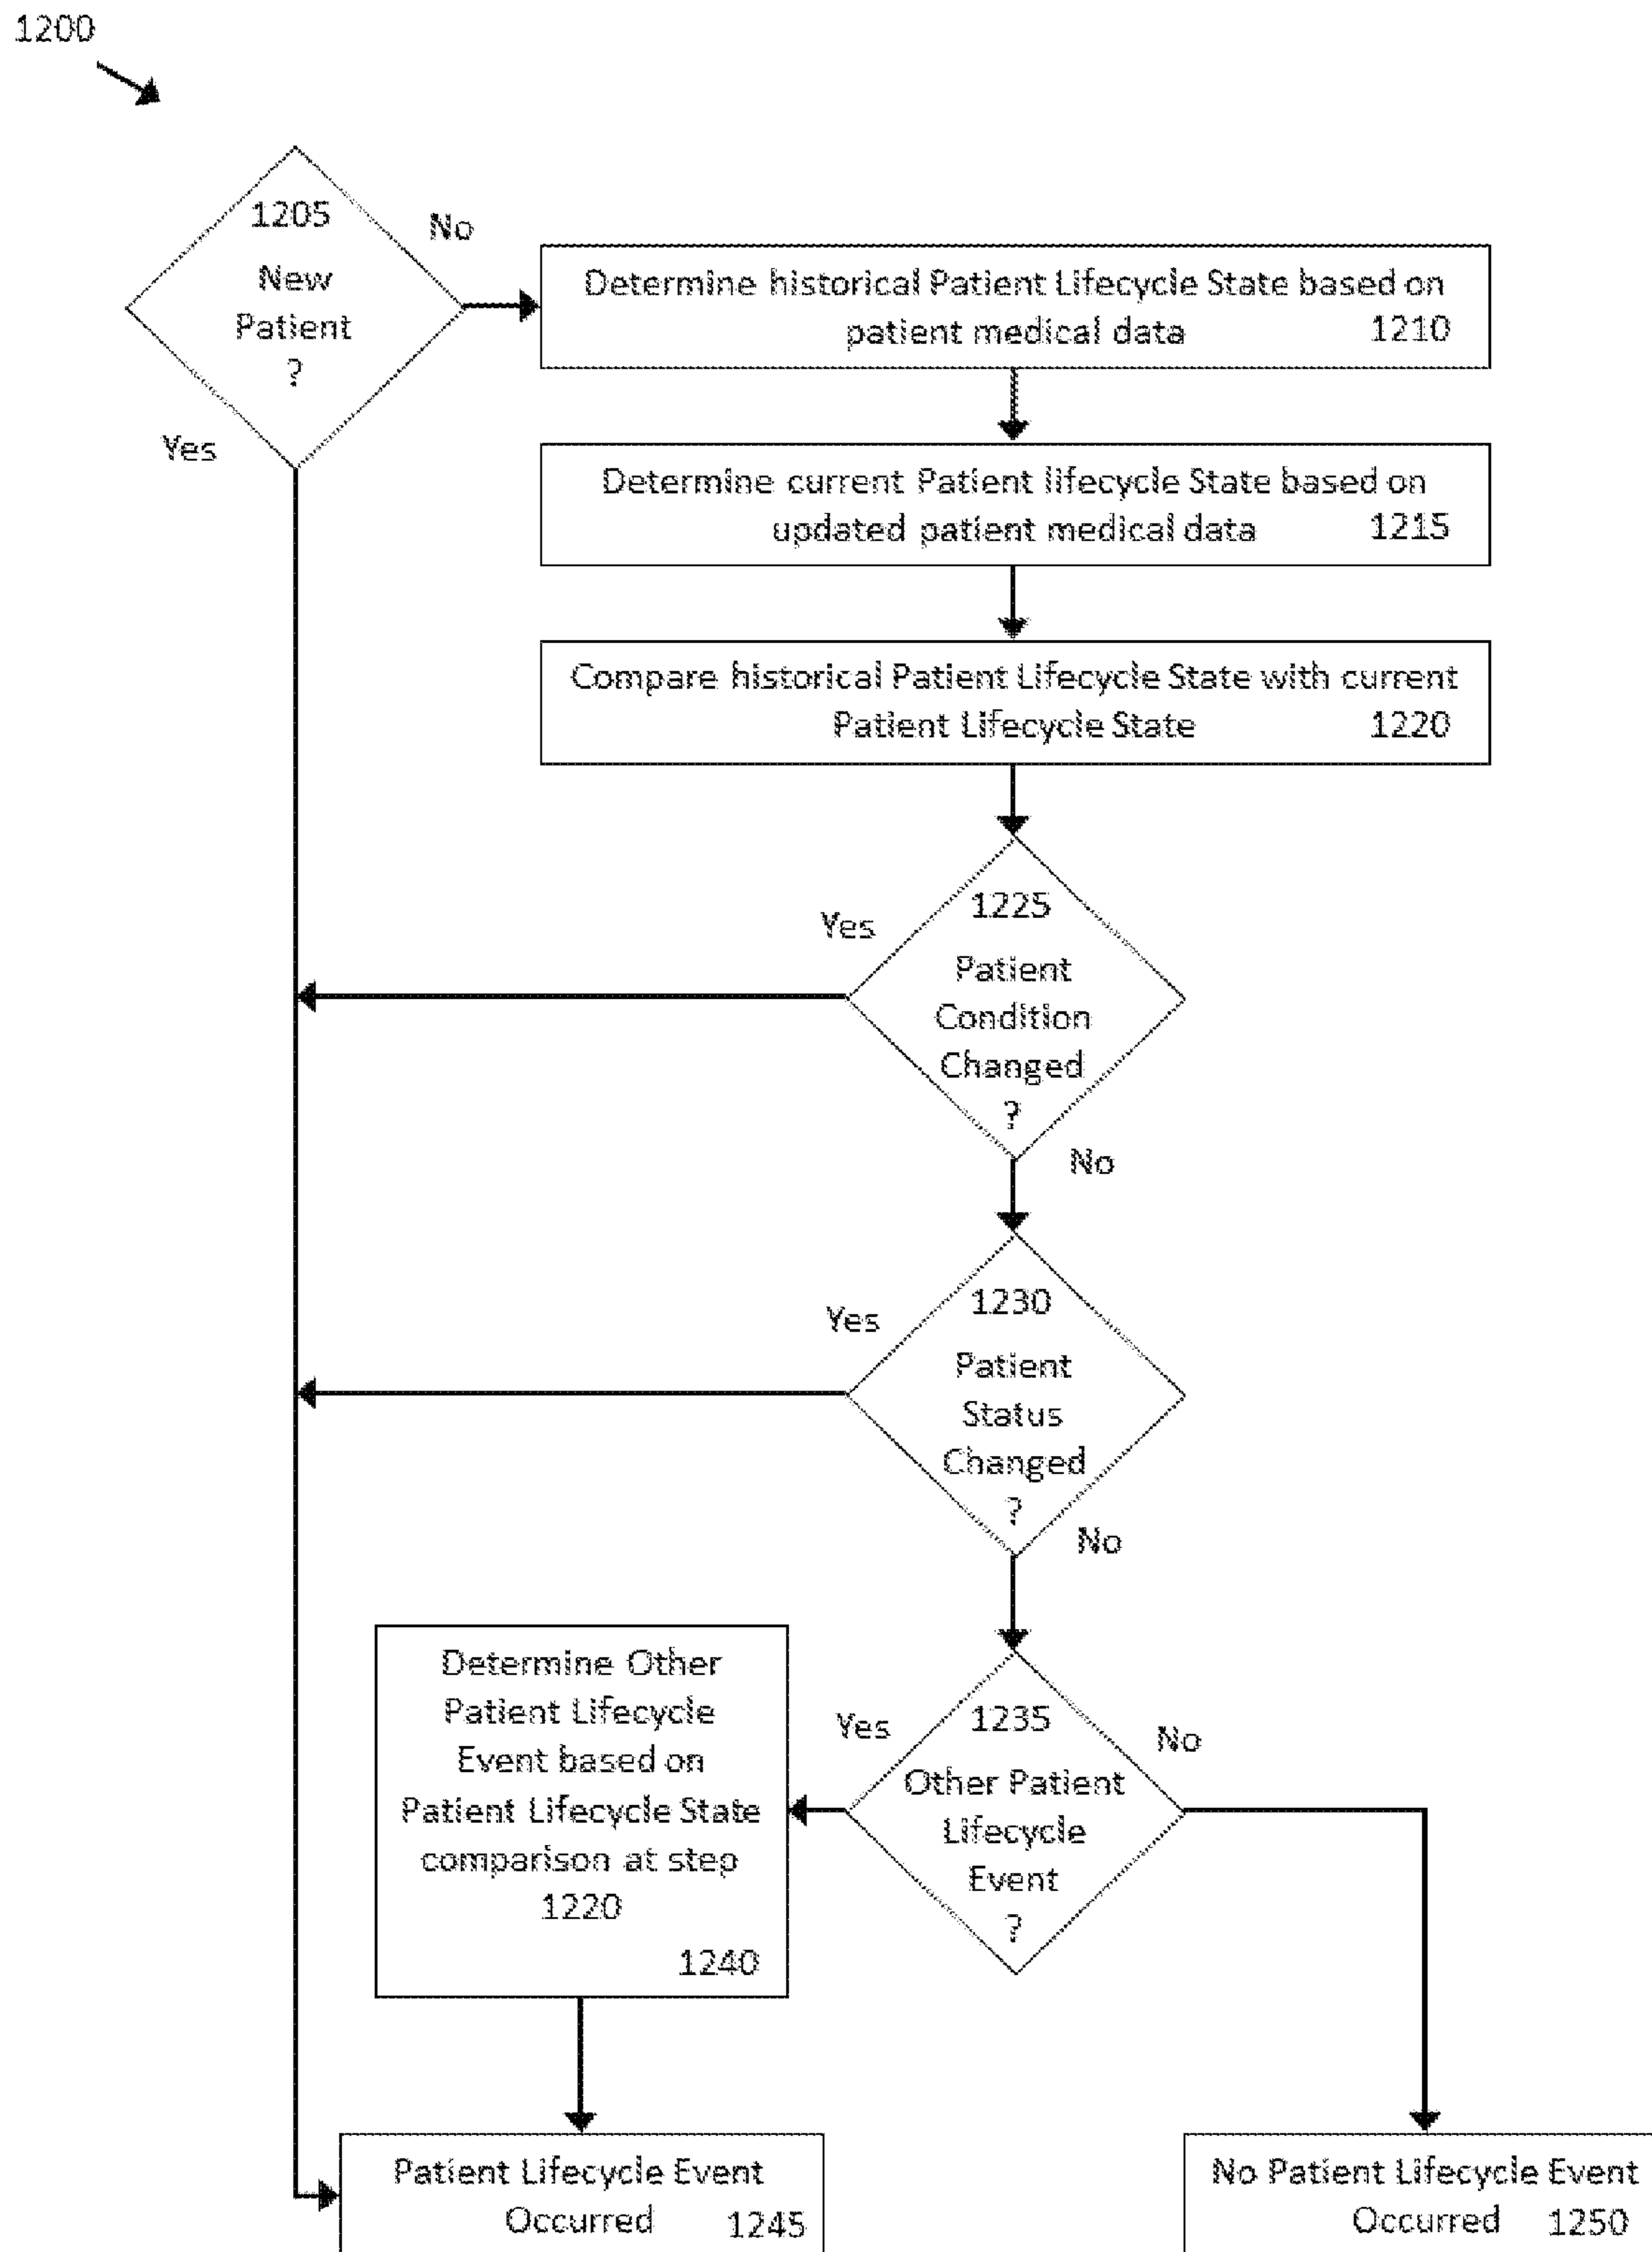 1200
1205
New
Patient
?
No
Yes
Determine historical Patient Lifecycle State based on
patient medical data 1210
Determine current Patient lifecycle State based on
updated patient medical data 1215
Compare historical Patient Lifecycle State with current
Patient Lifecycle State 1220
Yes
1225
Patient
Condition
Changed
?
No
Yes
1230
Patient
Status
Changed
?
No
Determine Other
Patient Lifecycle
Event based on
Patient Lifecycle State
comparison at step
1220
1240
Yes
1235
Other Patient
Lifecycle
Event
?
No
Patient Lifecycle Event
Occurred 1245
No Patient Lifecycle Event
Occurred 1250